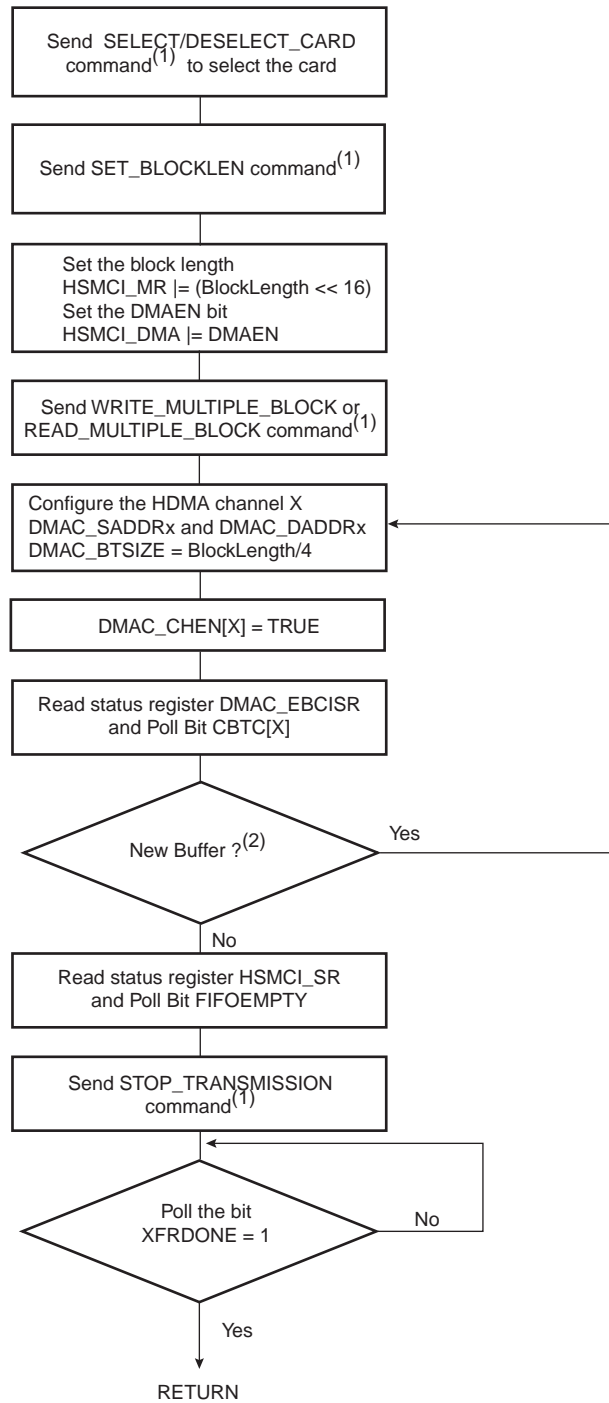 Send SELECT/DESELECT_CARD
command(1) to select the card
Send SET_BLOCKLEN command(1)
Set the block length
HSMCI_MR |= (BlockLength << 16)
Set the DMAEN bit
HSMCI_DMA |= DMAEN
Send WRITE_MULTIPLE_BLOCK or
READ_MULTIPLE_BLOCK command(1)
Configure the HDMA channel X
DMAC_SADDRx and DMAC_DADDRx
DMAC_BTSIZE = BlockLength/4
DMAC_CHEN[X] = TRUE
Read status register DMAC_EBCISR
and Poll Bit CBTC[X]
New Buffer ?(2)
Yes
No
Read status register HSMCI_SR
and Poll Bit FIFOEMPTY
Send STOP_TRANSMISSION
command(1)
Poll the bit
XFRDONE = 1
No
Yes
RETURN